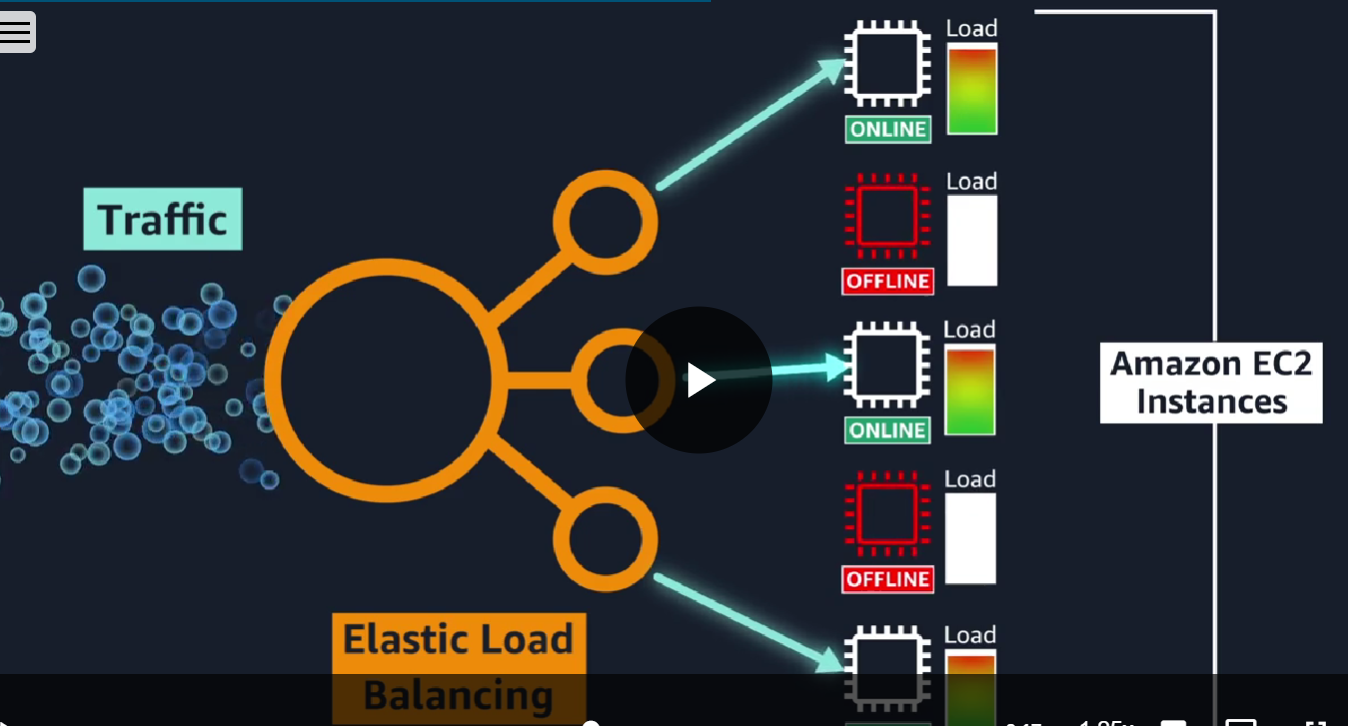 Load
ONLINE
Traffic
Load
OFFLINE
Load
ONLINE
Amazon EC2
Instances
Load
OFFLINE
Elastic Load
Balancing
Load